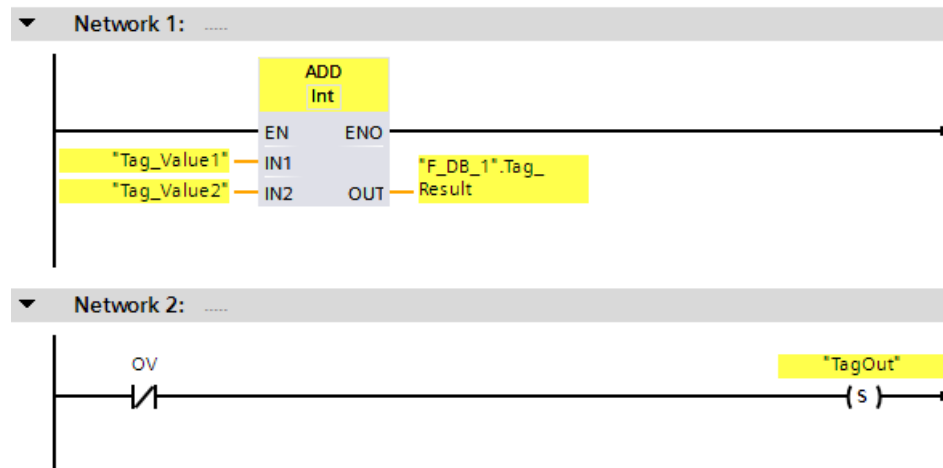 Network 1: .....
ADD
Int
EN ENO
"Tag_Value1" IN1 "F_DB_1".Tag_
"Tag_Value2" IN2 OUT Result
Network 2: .....
OV "TagOut"
S